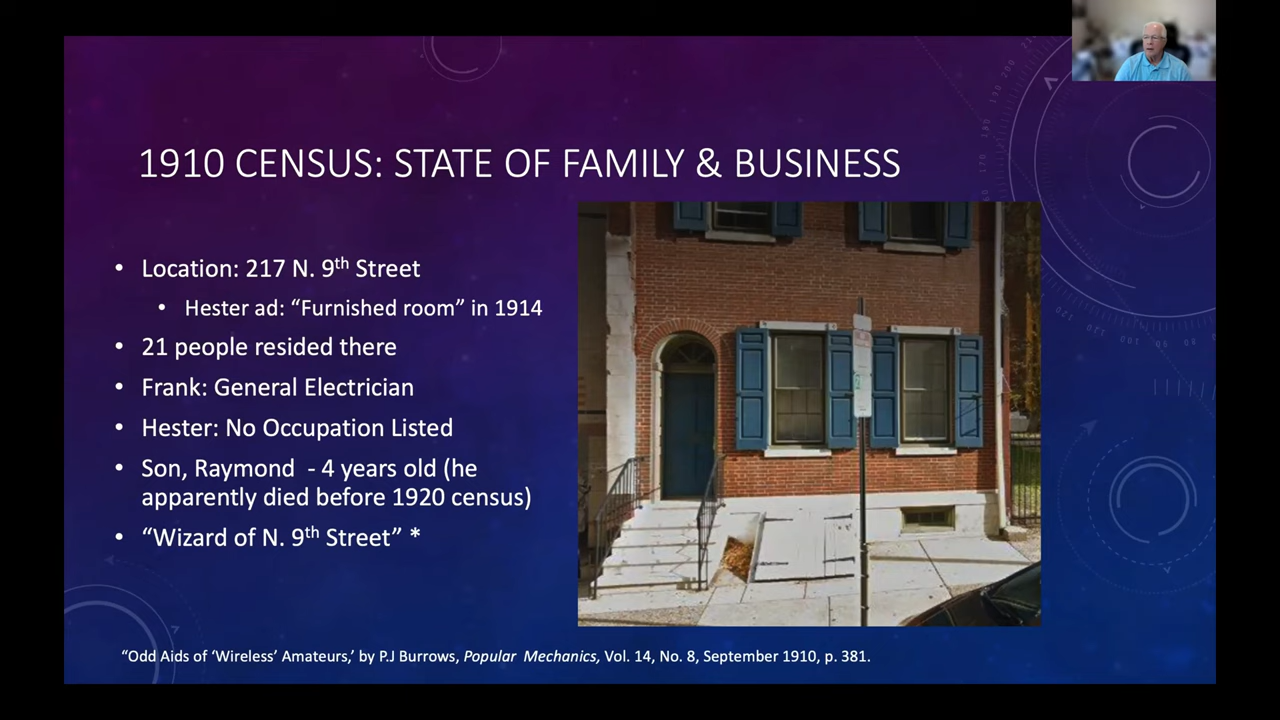 1910 CENSUS: STATE OF FAMILY & BUSINESS
• Location: 217 N. 9th Street
• Hester ad: “Furnished room” in 1914
• 21 people resided there
• Frank: General Electrician
• Hester: No Occupation Listed
• Son, Raymond - 4 years old (he
apparently died before 1920 census)
• “Wizard of N. 9th Street” *
“Odd Aids of ‘Wireless’ Amateurs,’ by P.J Burrows, Popular Mechanics, Vol. 14, No. 8, September 1910, p. 381.